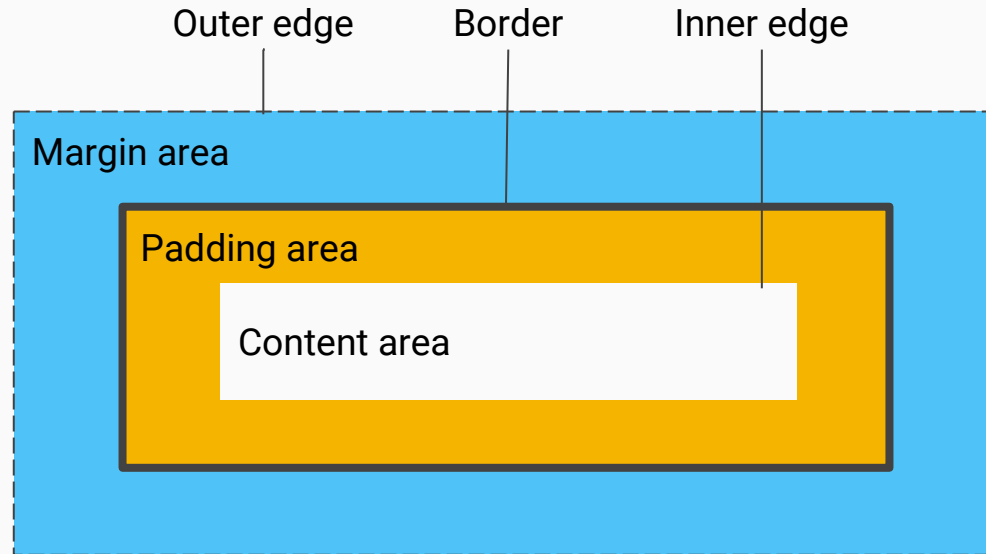 Outer edge Border Inner edge
Margin area
Padding area
Content area